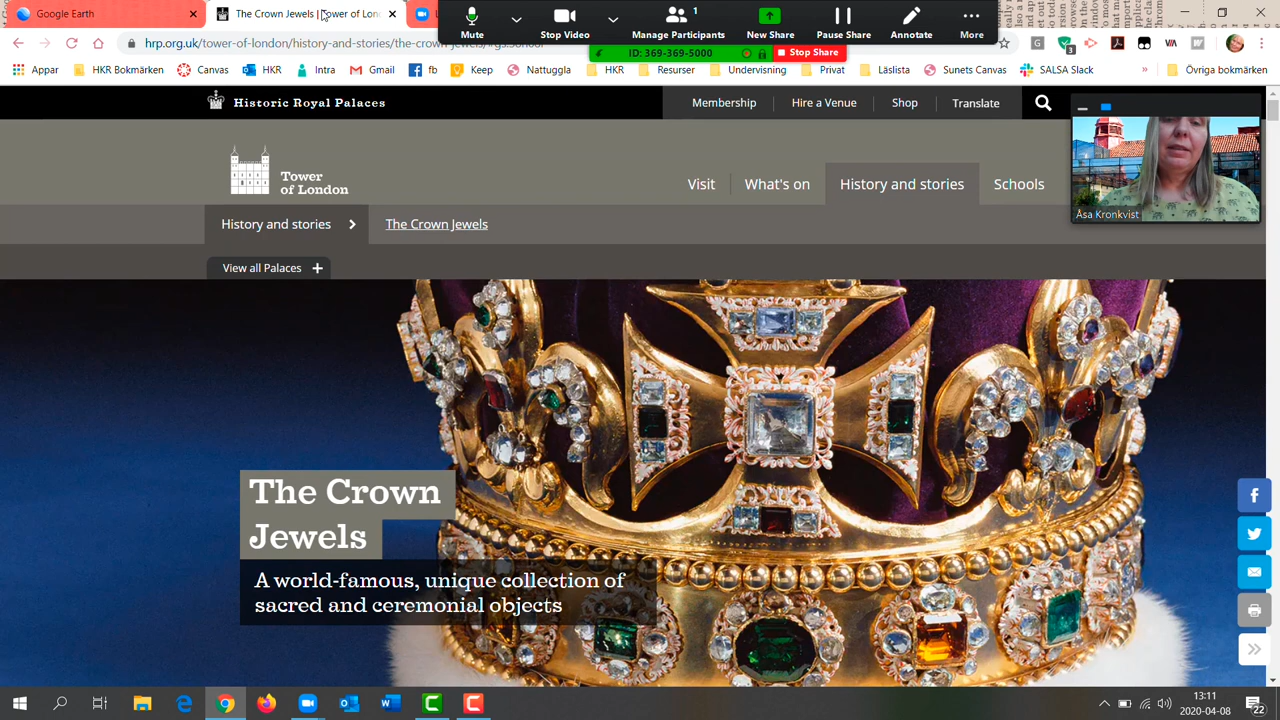 Google Earth
The Crown Jewels | Tower of Lon
Mute
Stop Video
1
Manage Participants
New Share
Pause Share
Annotate
More
hrp.org.uk/tower-of-london/history-and-stories/the-crown-jewels/#gs.50n8ur
ID: 369-369-5000
Stop Share
Appar
HKR Bokmärken
Canvas
HKR
Intra
Gmail
fb
Keep
Nattuggla
HKR
Resurser
Undervisning
Privat
Läslista
Sunets Canvas
SALSA Slack
Övriga bokmärken
Historic Royal Palaces
Membership
Hire a Venue
Shop
Translate
Tower
of London
Visit
What's on
History and stories
Schools
Åsa Kronkvist
History and stories
The Crown Jewels
View all Palaces +
The Crown
Jewels
A world-famous, unique collection of
sacred and ceremonial objects
13:11
2020-04-08
22